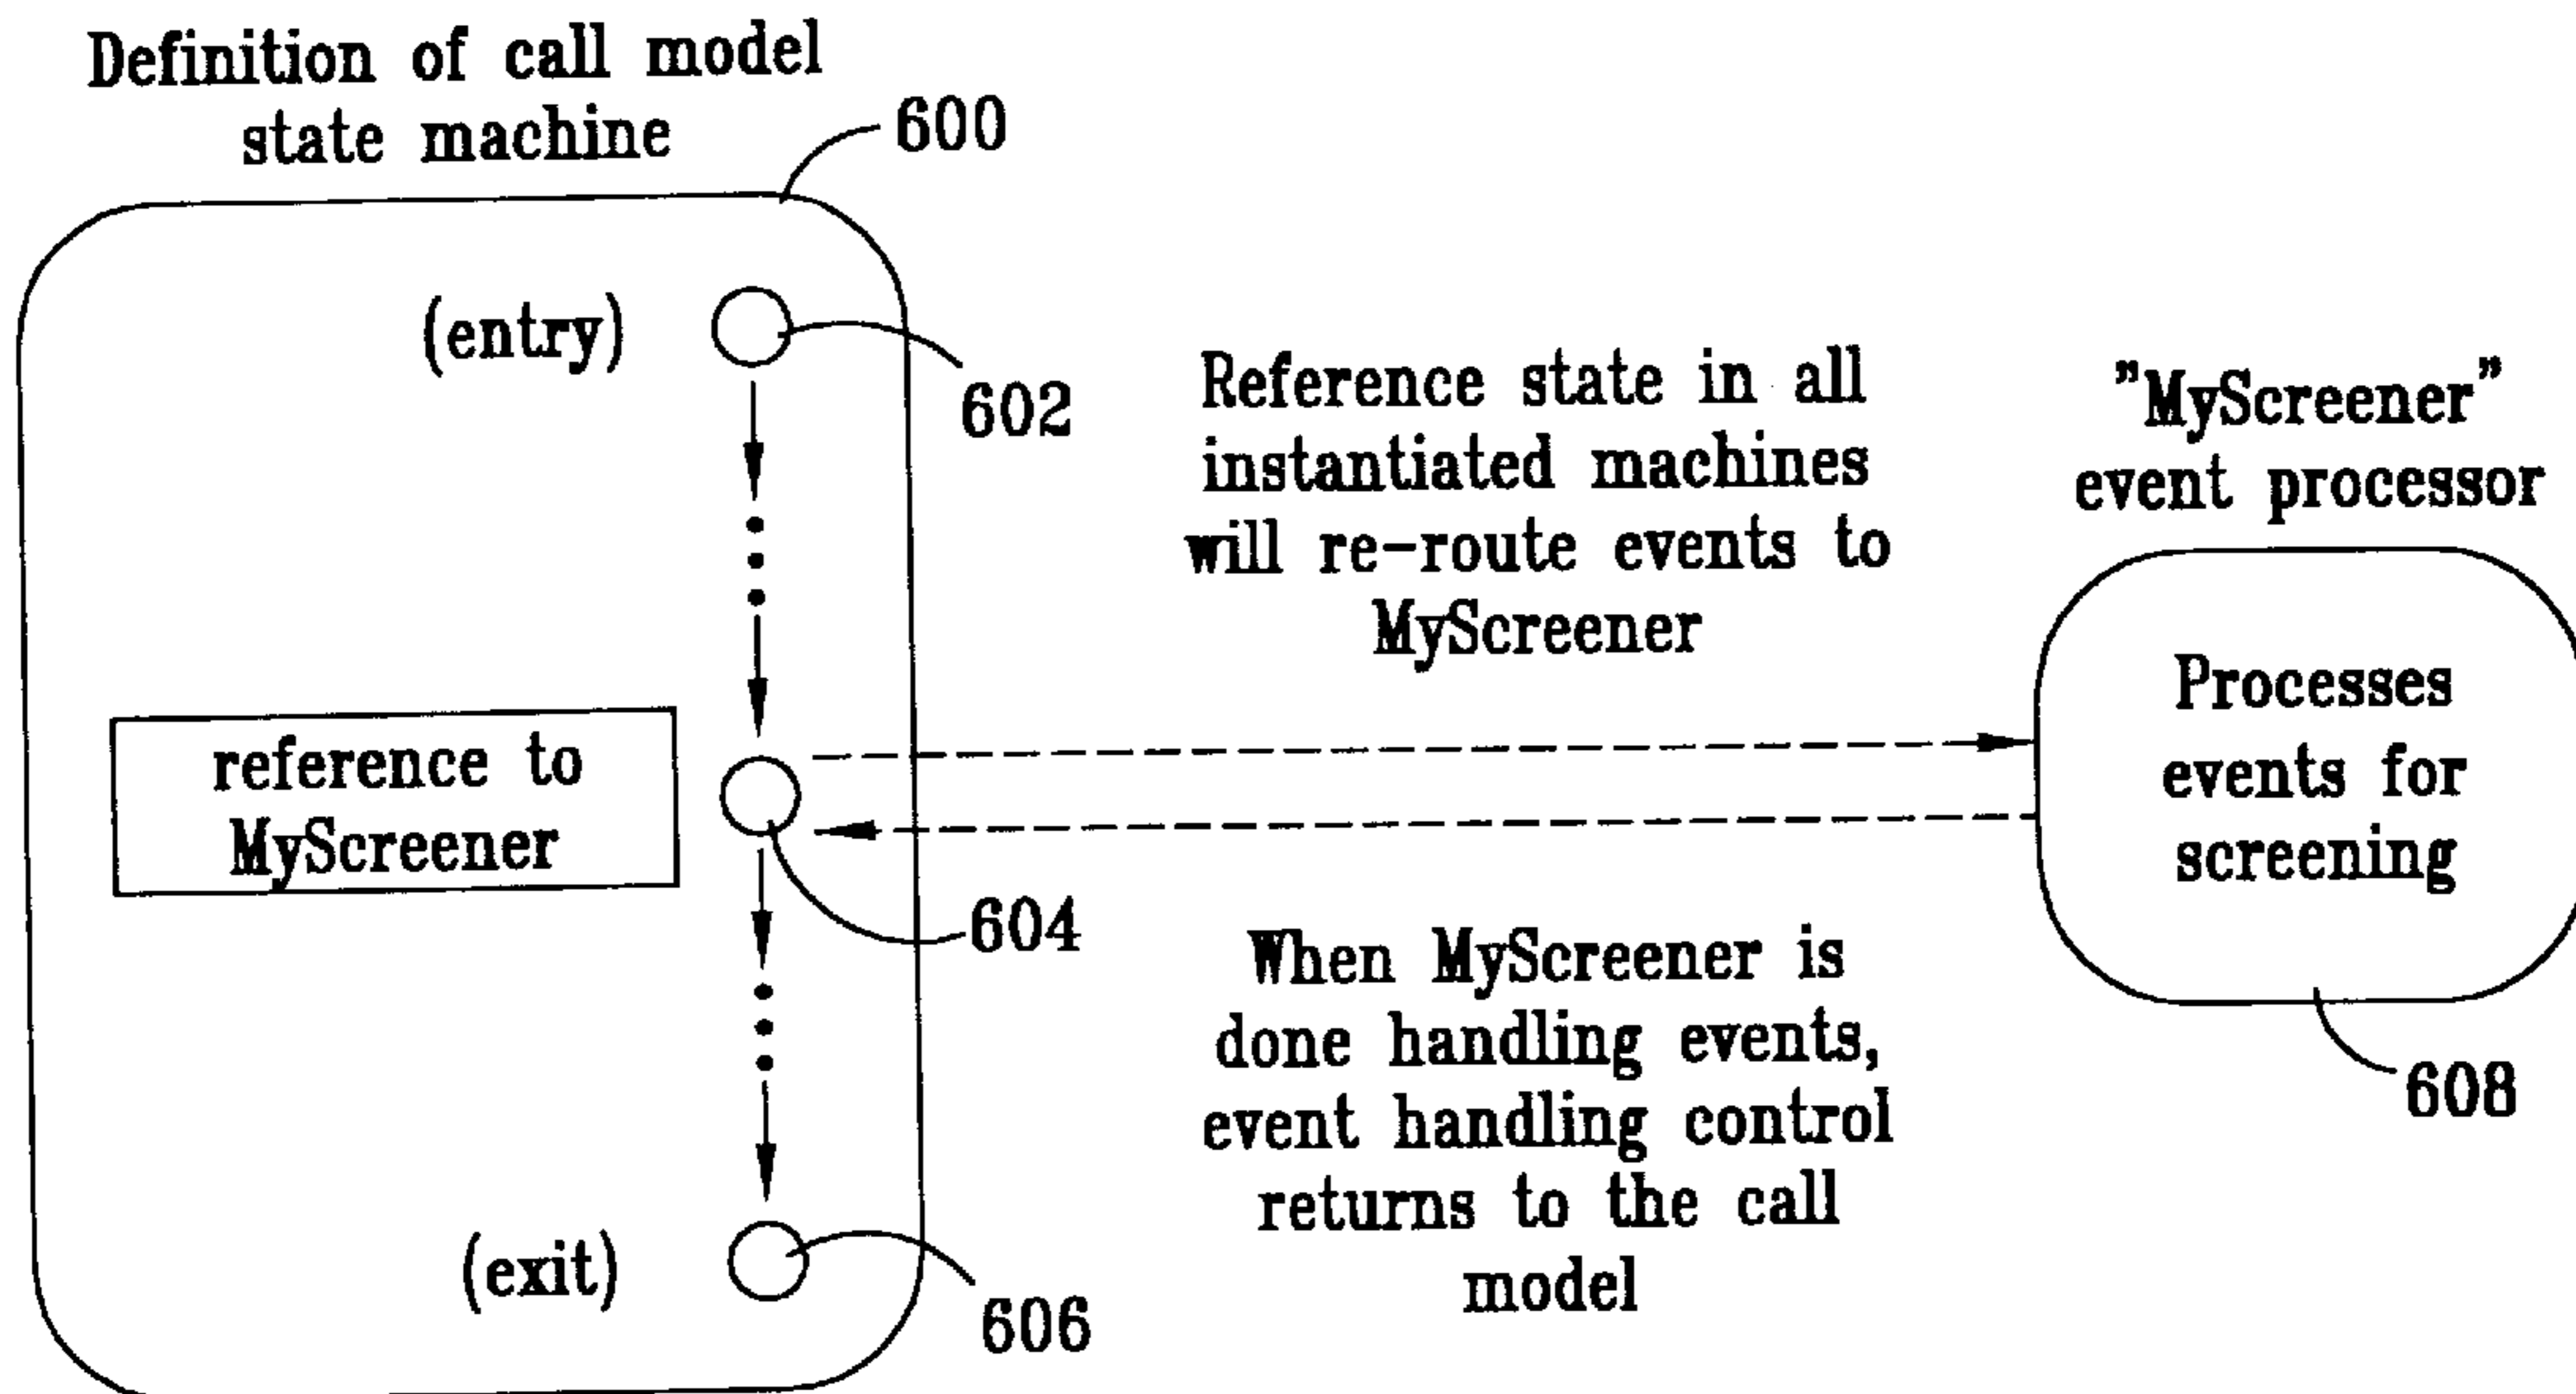 Definition of call model
state machine
600
(entry)
602
reference to
MyScreener
604
(exit)
606
Reference state in all
instantiated machines
will re-route events to
MyScreener
When MyScreener is
done handling events,
event handling control
returns to the call
model
"MyScreener"
event processor
Processes
events for
screening
608